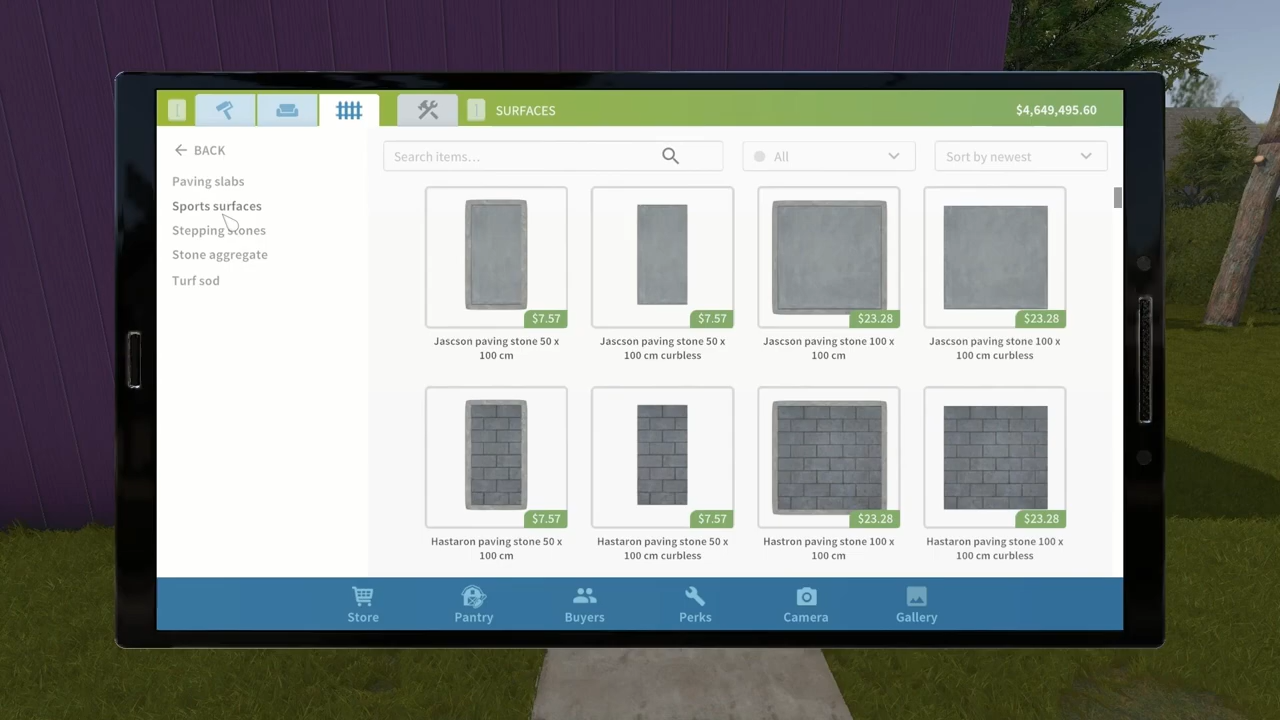 SURFACES
$4,649,495.60
BACK
Search items...
All
Sort by newest
Paving slabs
Sports surfaces
Stepping stones
Stone aggregate
Turf sod
$7.57
$7.57
$23.28
$23.28
Jascson paving stone 50 x
100 cm
Jascson paving stone 50 x
100 cm curbless
Jascson paving stone 100 x
100 cm
Jascson paving stone 100 x
100 cm curbless
$7.57
$7.57
$23.28
$23.28
Hastaron paving stone 50 x
100 cm
Hastaron paving stone 50 x
100 cm curbless
Hastron paving stone 100 x
100 cm
Hastaron paving stone 100 x
100 cm curbless
Store
Pantry
Buyers
Perks
Camera
Gallery